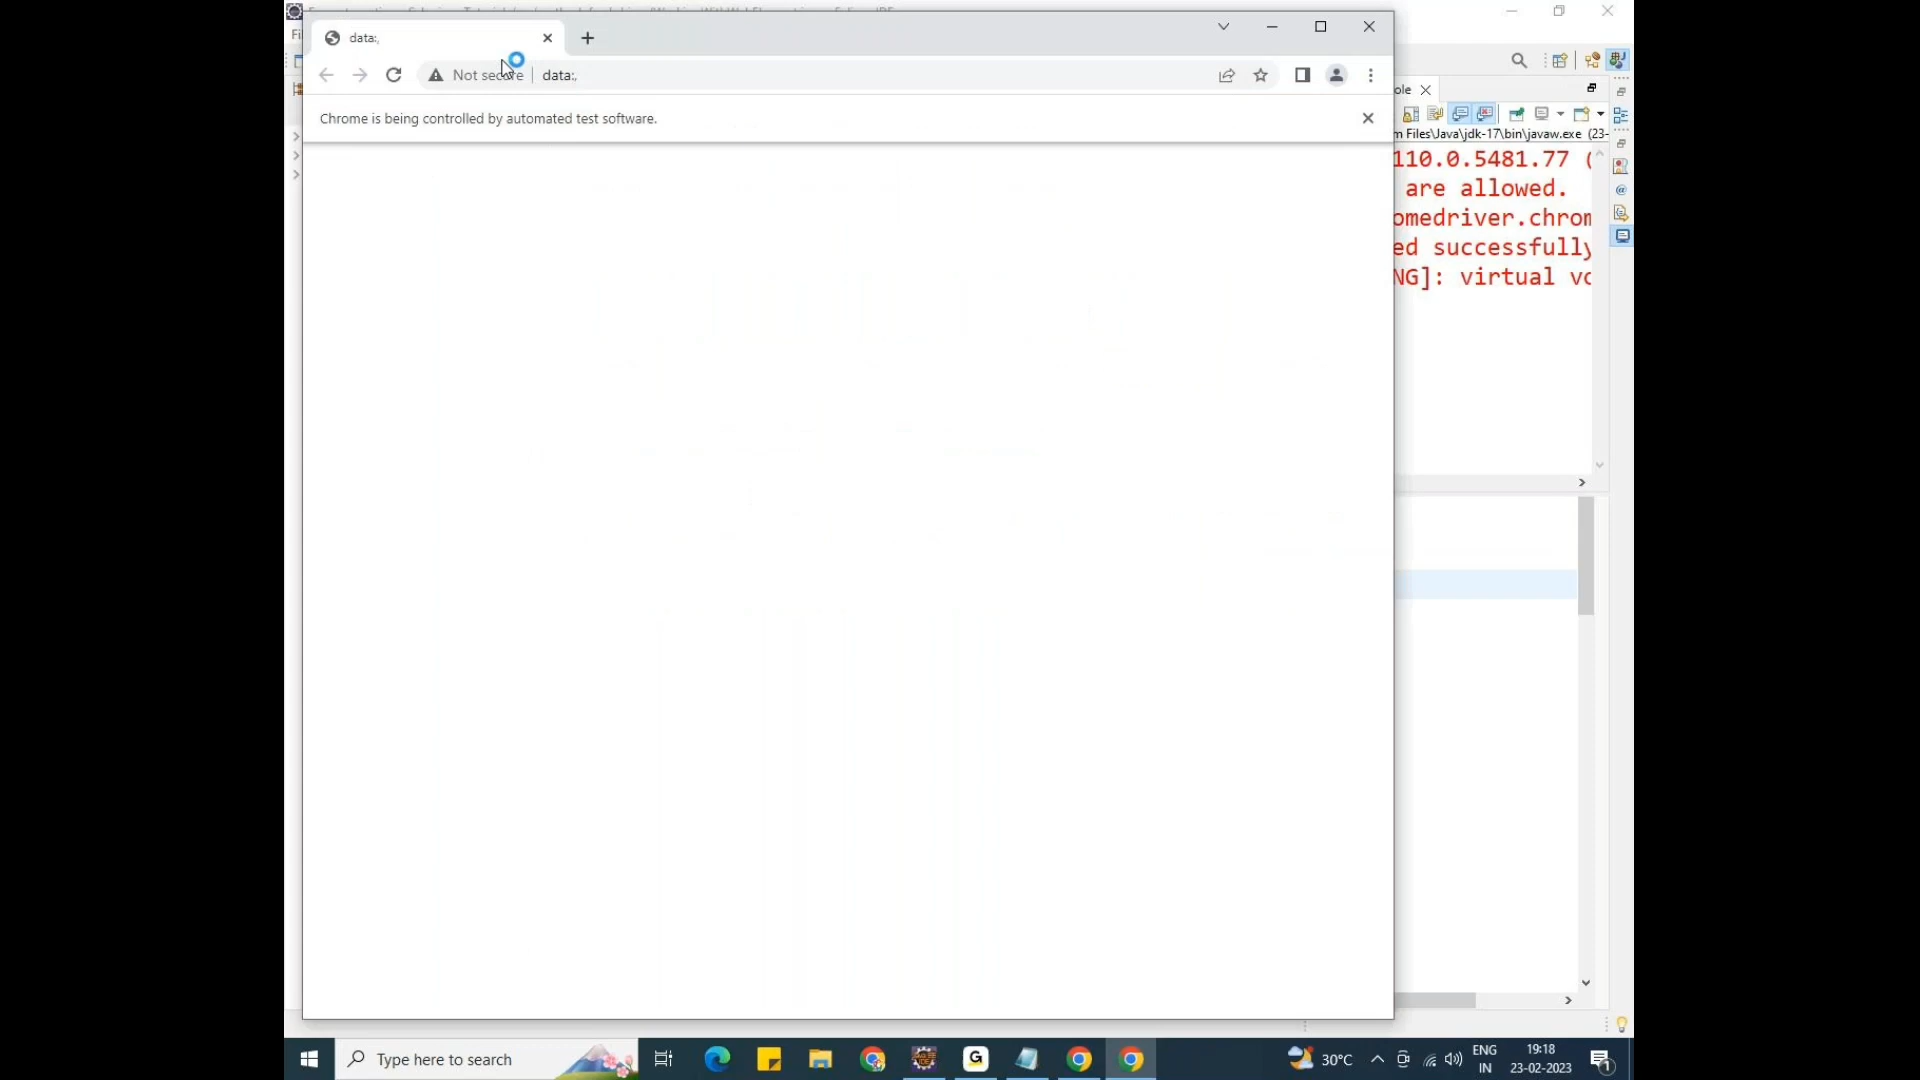 data:,
Not secure
data:,
Chrome is being controlled by automated test software.
ole
m Files\Java\jdk-17\bin\javaw.exe (23-
110.0.5481.77 (
are allowed.
omedriver.chrom
ed successfully
NG]: virtual vo
Type here to search
30°C
ENG
IN
19:18
23-02-2023
1